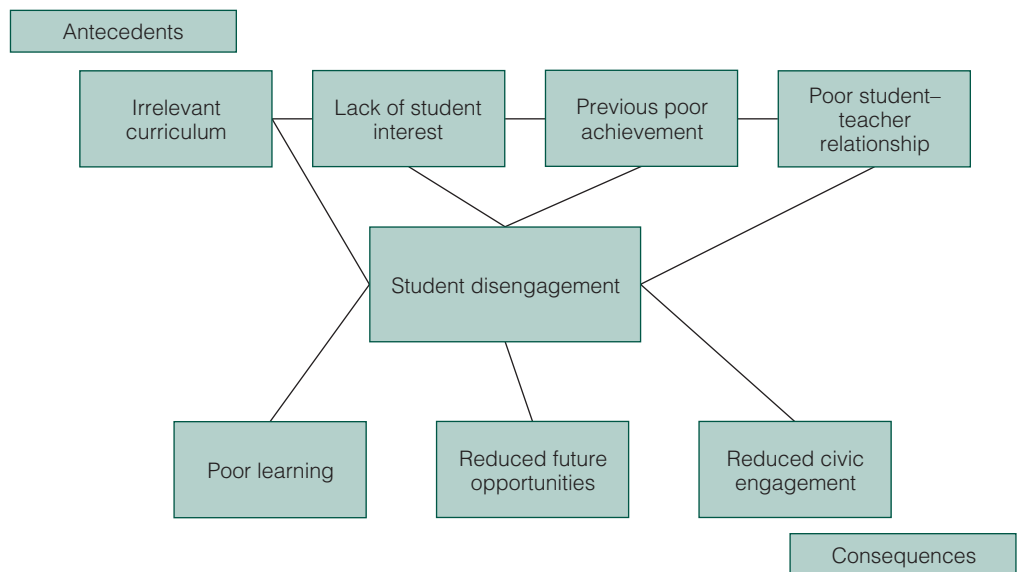 Antecedents
Irrelevant
curriculum
Lack of student
interest
Previous poor
achievement
Poor student–
teacher
relationship
Student disengagement
Poor learning
Reduced future
opportunities
Reduced civic
engagement
Consequences